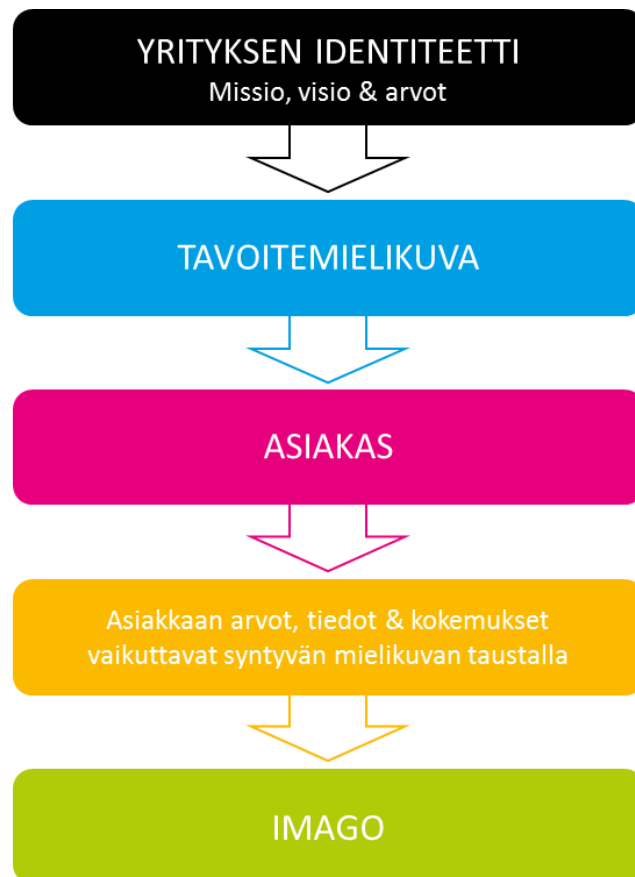 YRITYKSEN IDENTITEETTI
Missio, visio & arvot
TAVOITEMIELIKUVA
ASIAKAS
Asiakkaan arvot, tiedot & kokemukset
vaikuttavat syntyvän mielikuvan taustalla
IMAGO